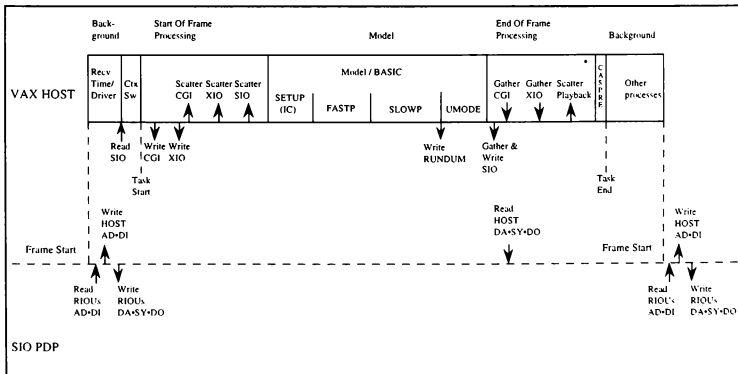 Back-
ground
Start Of Frame
Processing
Model
End Of Frame
Processing
Background
VAX HOST
Recv
Time/
Driver
Ctx
Sw
Scatter
CGI
Scatter
XIO
Scatter
SIO
Model / BASIC
SETUP
(IC)
FASTP
SLOWP
UMODE
Gather
CGI
Gather
XIO
Scatter
Playback
CASPRE
Other
processes
Read
SIO
Write
CGI
Write
XIO
Write
RUNDUM
Gather &
Write
SIO
Task
Start
Task
End
Write
HOST
AD•DI
Read
HOST
DA•SY•DO
Write
HOST
AD•DI
Frame Start
Frame Start
Read
RIOUs
AD•DI
Write
RIOUs
DA•SY•DO
Read
RIOUs
AD•DI
Write
RIOUs
DA•SY•DO
SIO PDP